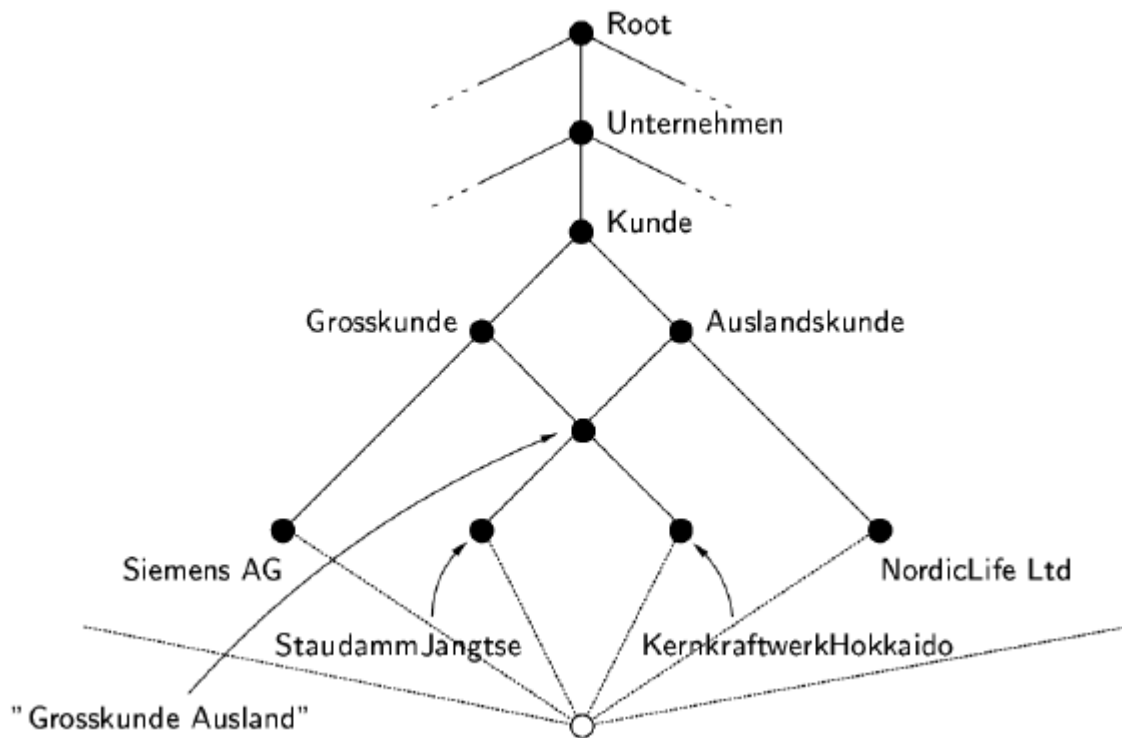 Root
Unternehmen
Kunde
Grosskunde
Auslandskunde
Siemens AG
NordicLife Ltd
StaudammJangtse
KernkraftwerkHokkaido
"Grosskunde Ausland"